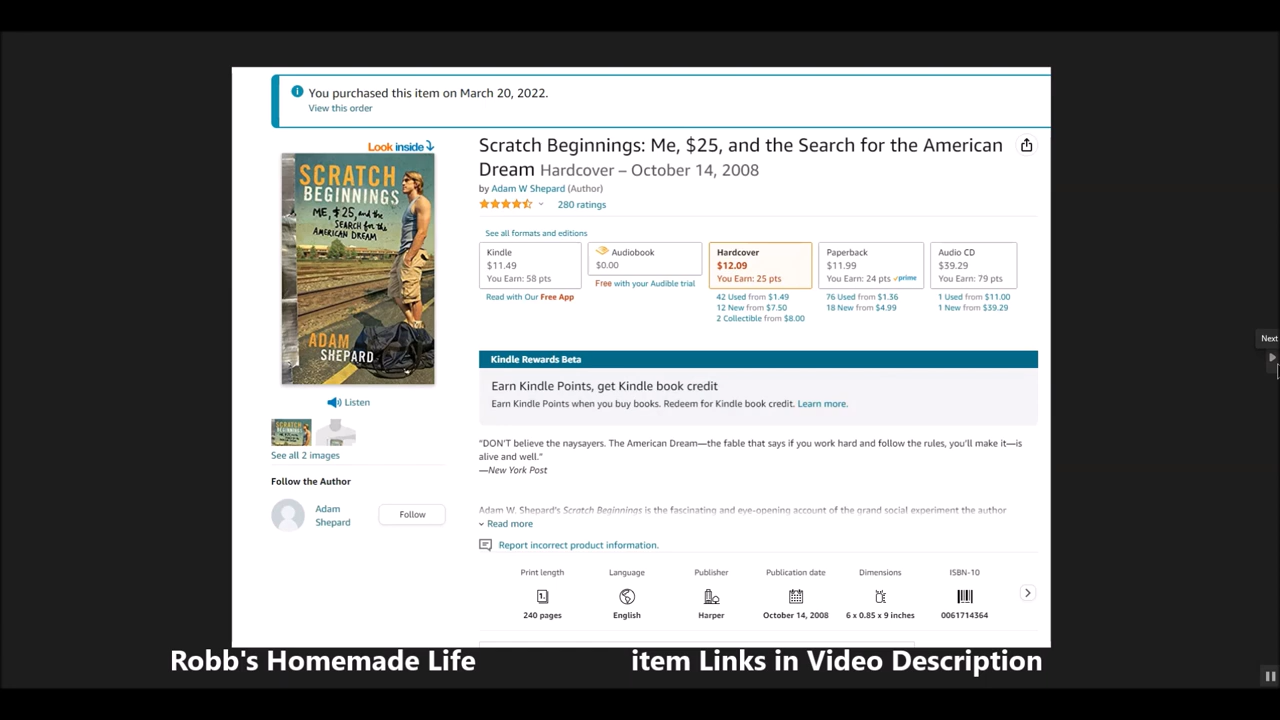 You purchased this item on March 20, 2022.
View this order
Look inside
SCRATCH
BEGINNINGS
ME, $25, and the
SEARCH for the
AMERICAN DREAM
ADAM
SHEPARD
Listen
See all 2 images
Follow the Author
Adam
Shepard
Follow
Scratch Beginnings: Me, $25, and the Search for the American
Dream Hardcover – October 14, 2008
by Adam W Shepard (Author)
280 ratings
See all formats and editions
Kindle
$11.49
You Earn: 58 pts
Read with Our Free App
Audiobook
$0.00
Free with your Audible trial
Hardcover
$12.09
You Earn: 25 pts
42 Used from $1.49
12 New from $7.50
2 Collectible from $8.00
Paperback
$11.99
You Earn: 24 pts prime
76 Used from $1.36
18 New from $4.99
Audio CD
$39.29
You Earn: 79 pts
1 Used from $11.00
1 New from $39.29
Kindle Rewards Beta
Earn Kindle Points, get Kindle book credit
Earn Kindle Points when you buy books. Redeem for Kindle book credit. Learn more.
“DON'T believe the naysayers. The American Dream—the fable that says if you work hard and follow the rules, you'll make it—is
alive and well.”
—New York Post
Adam W. Shepard's Scratch Beginnings is the fascinating and eye-opening account of the grand social experiment the author
Read more
Report incorrect product information.
Print length
240 pages
Language
English
Publisher
Harper
Publication date
October 14, 2008
Dimensions
6 x 0.85 x 9 inches
ISBN-10
0061714364
Next
Robb's Homemade Life
item Links in Video Description